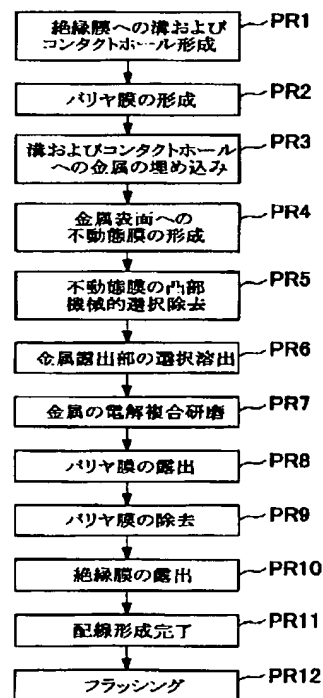 絶縁膜への溝および
コンタクトホール形成
PR1
バリヤ膜の形成
PR2
溝およびコンタクトホール
への金属の埋め込み
PR3
金属表面への
不動態膜の形成
PR4
不動態膜の凸部
機械的選択除去
PR5
金属露出部の選択溶出
PR6
金属の電解複合研磨
PR7
バリヤ膜の露出
PR8
バリヤ膜の除去
PR9
絶縁膜の露出
PR10
配線形成完了
PR11
フラッシング
PR12